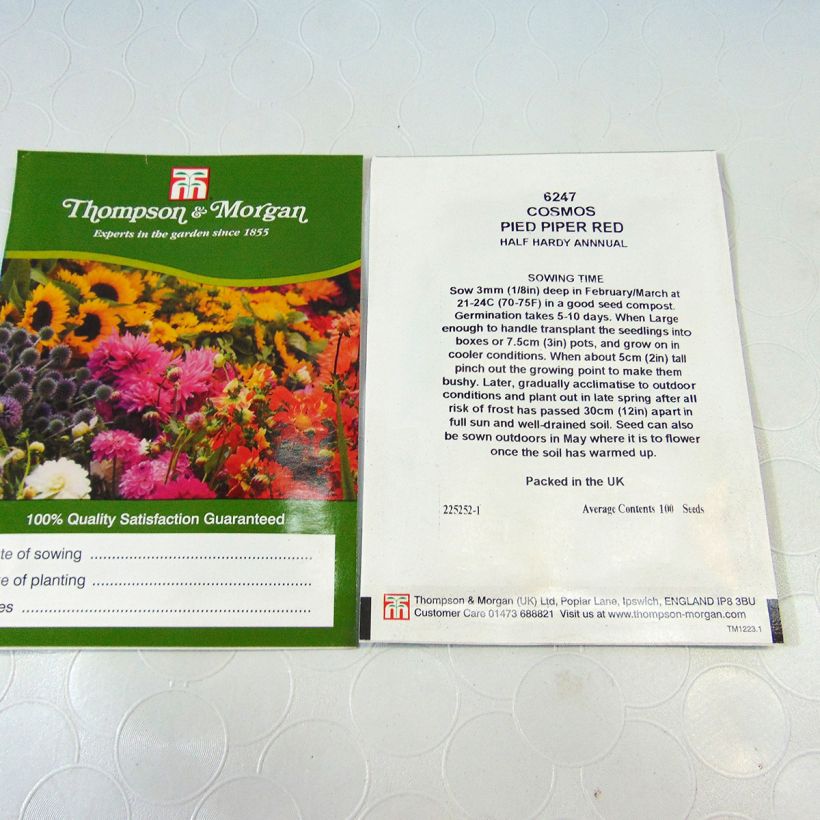 Thompson & Morgan
Experts in the garden since 1855
100% Quality Satisfaction Guaranteed
te of sowing ................................................
e of planting ................................................
es ................................................
6247
COSMOS
PIED PIPER RED
HALF HARDY ANNNUAL
SOWING TIME
Sow 3mm (1/8in) deep in February/March at
21-24C (70-75F) in a good seed compost.
Germination takes 5-10 days. When Large
enough to handle transplant the seedlings into
boxes or 7.5cm (3in) pots, and grow on in
cooler conditions. When about 5cm (2in) tall
pinch out the growing point to make them
bushy. Later, gradually acclimatise to outdoor
conditions and plant out in late spring after all
risk of frost has passed 30cm (12in) apart in
full sun and well-drained soil. Seed can also
be sown outdoors in May where it is to flower
once the soil has warmed up.
Packed in the UK
225252-1 Average Contents 100 Seeds
Thompson & Morgan (UK) Ltd, Poplar Lane, Ipswich, ENGLAND IP8 3BU
Customer Care 01473 688821 Visit us at www.thompson-morgan.com
TM1223.1